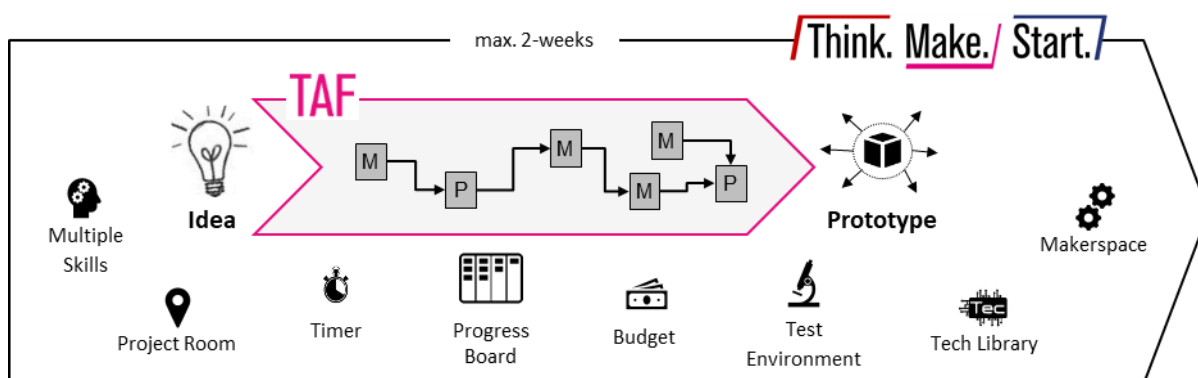 max. 2-weeks
Think. Make. Start.
TAF
M
P
M
M
M
P
Idea
Prototype
Multiple
Skills
Project Room
Timer
Progress
Board
Budget
Test
Environment
Tec
Tech Library
Makerspace